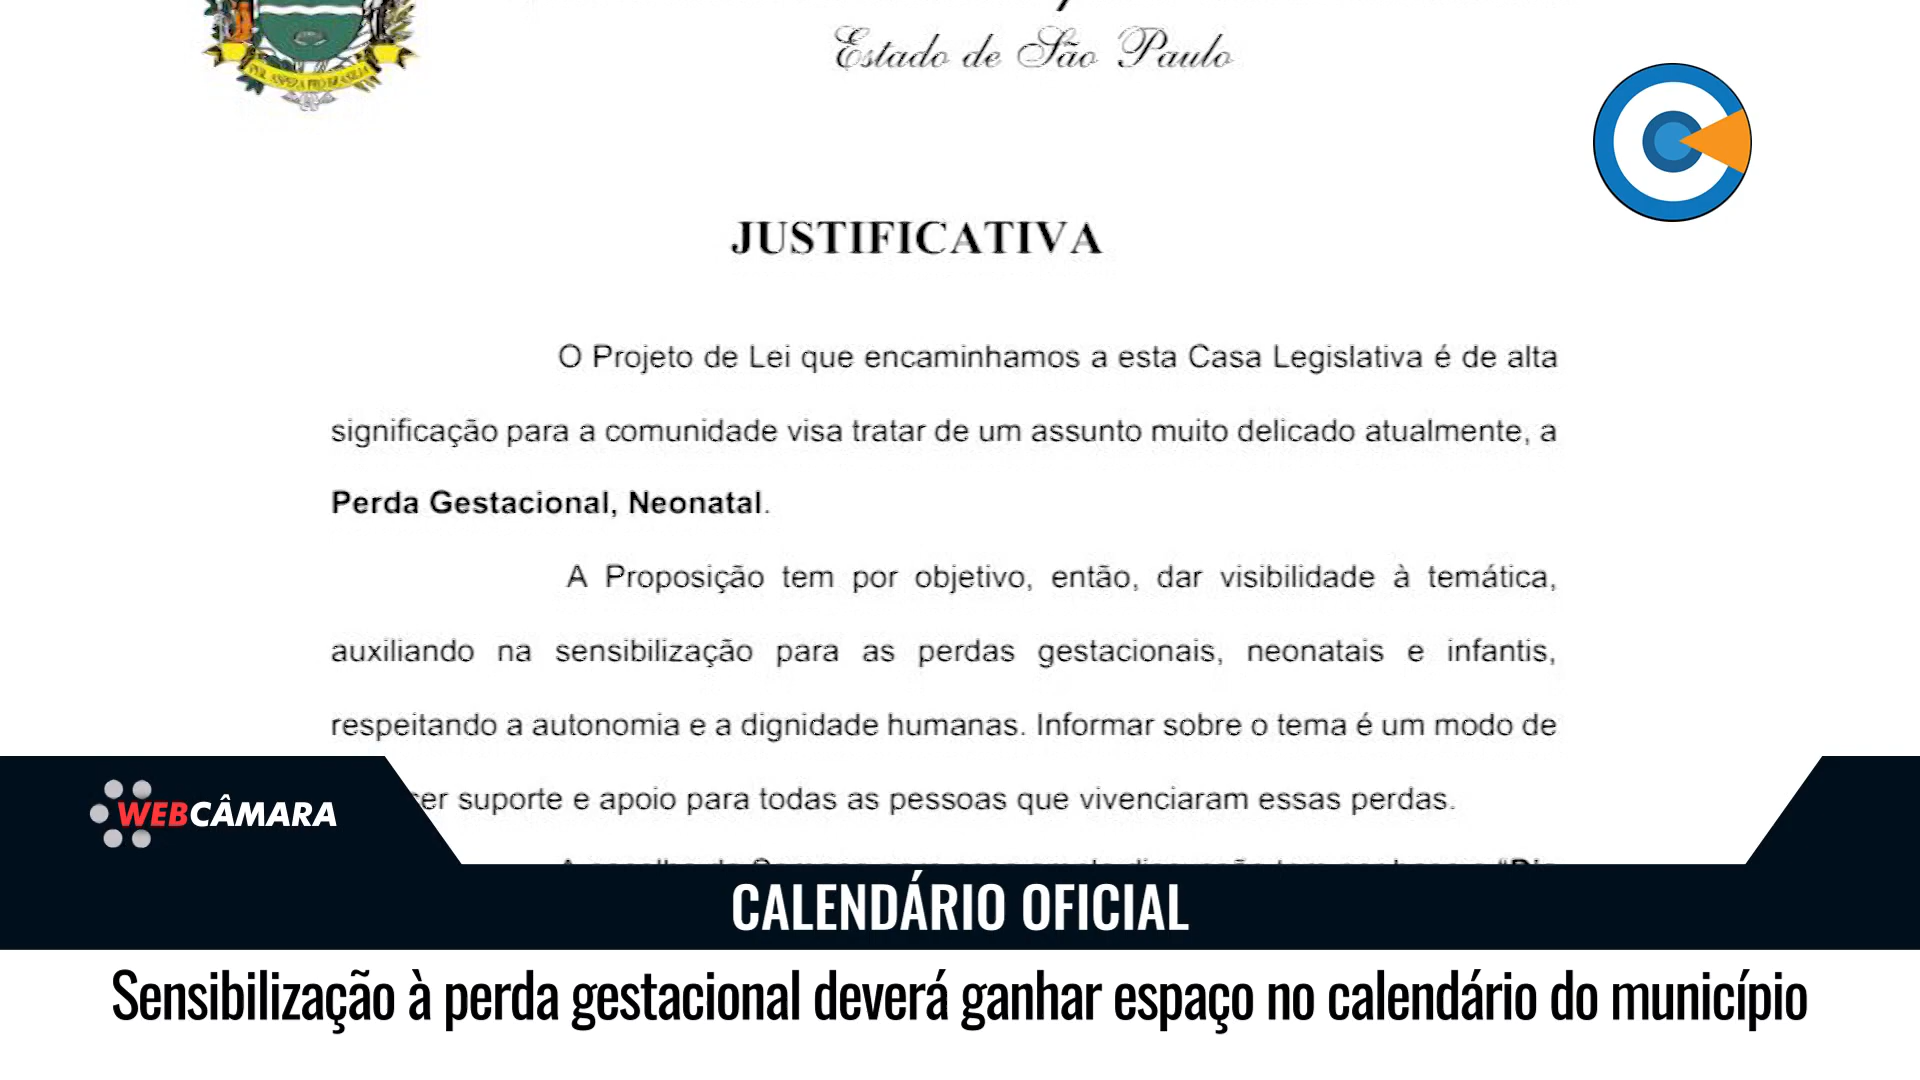 Estado de São Paulo
JUSTIFICATIVA
O Projeto de Lei que encaminhamos a esta Casa Legislativa é de alta
significação para a comunidade visa tratar de um assunto muito delicado atualmente, a
Perda Gestacional, Neonatal.
A Proposição tem por objetivo, então, dar visibilidade à temática,
auxiliando na sensibilização para as perdas gestacionais, neonatais e infantis,
respeitando a autonomia e a dignidade humanas. Informar sobre o tema é um modo de
suporte e apoio para todas as pessoas que vivenciaram essas perdas.
WEBCÂMARA
CALENDÁRIO OFICIAL
Sensibilização à perda gestacional deverá ganhar espaço no calendário do município